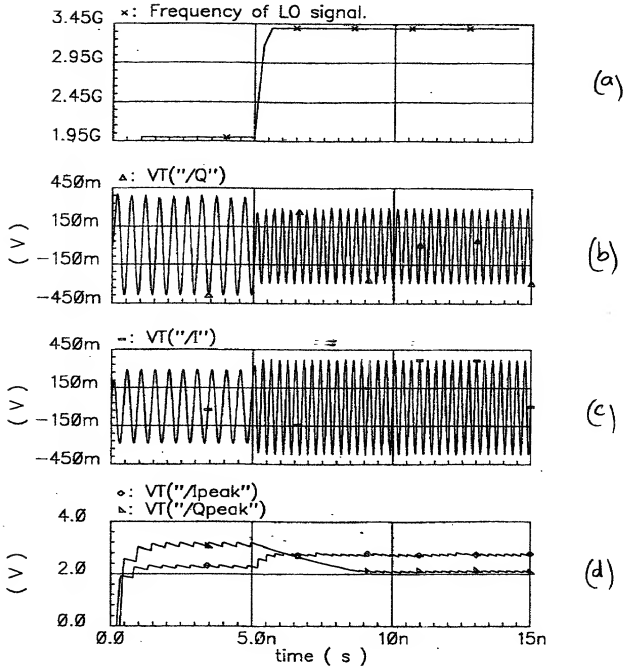 ×: Frequency of LO signal.
3.45G
2.95G
2.45G
1.95G
(a)
▵: VT("/Q")
450m
150m
-150m
-450m
(V)
(b)
-: VT("/I")
450m
150m
-150m
-450m
(V)
(c)
◇: VT("/Ipeak")
▹: VT("/Qpeak")
4.0
2.0
0.0
(V)
(d)
0.0 5.0n 10n 15n
time ( s )